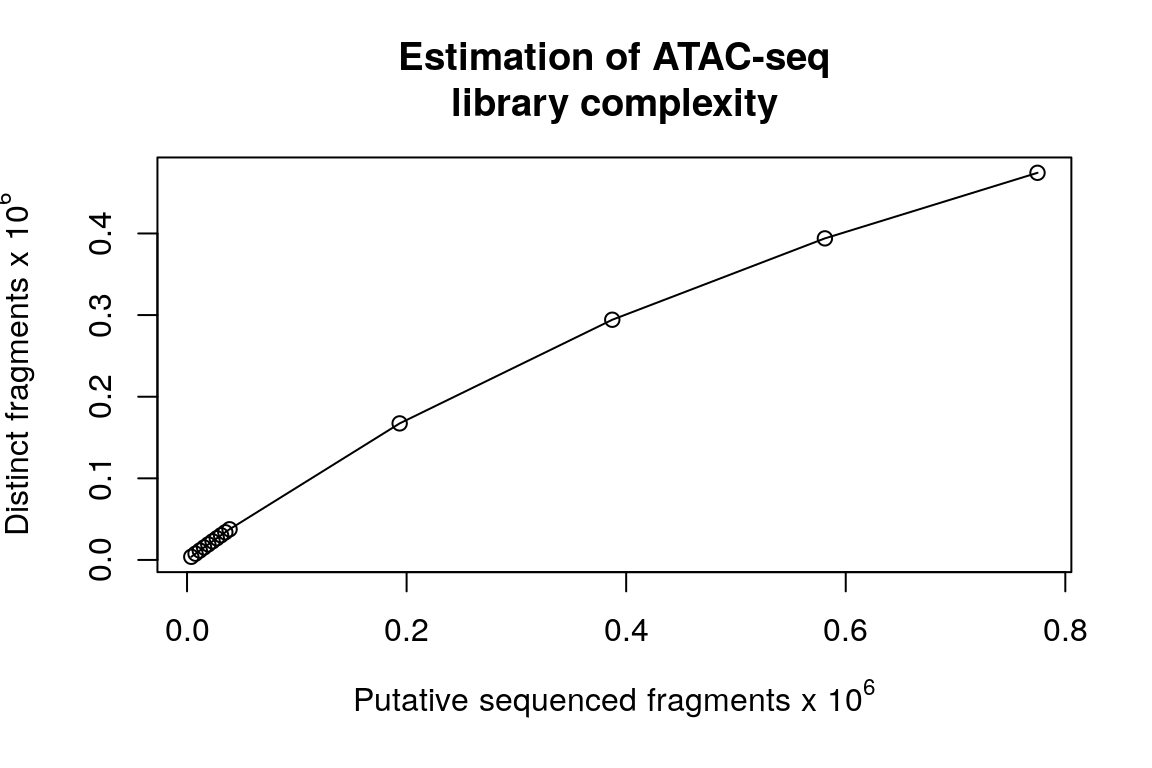 Estimation of ATAC-seq
library complexity
Distinct fragments x 10⁶
0.4
0.3
0.2
0.1
0.0
0.0 0.2 0.4 0.6 0.8
Putative sequenced fragments x 10⁶